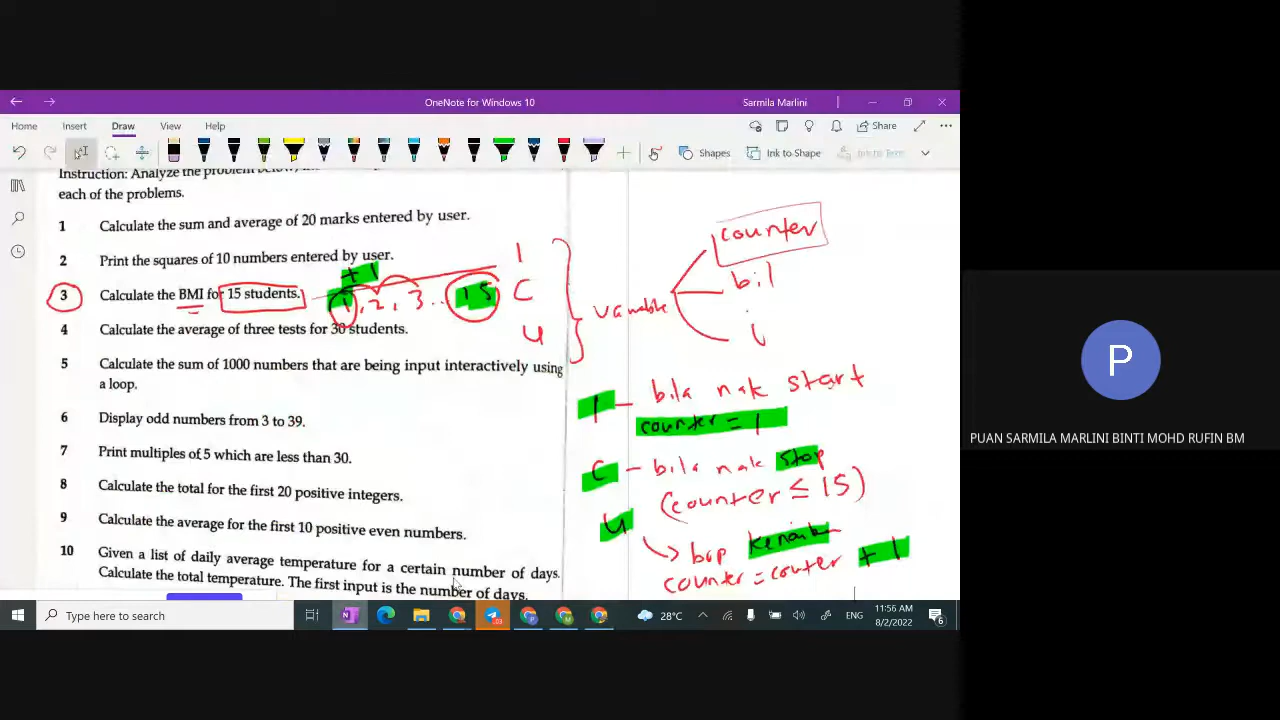 OneNote for Windows 10
Sarmila Marlini
Home Insert Draw View Help
Share
Shapes Ink to Shape Ink to Text
each of the problems.
1 Calculate the sum and average of 20 marks entered by user.
2 Print the squares of 10 numbers entered by user.
+1
3 Calculate the BMI for 15 students.
1, 2, 3.. 15
I
C
U
variable
counter
bil
i
4 Calculate the average of three tests for 30 students.
5 Calculate the sum of 1000 numbers that are being input interactively using
a loop.
6 Display odd numbers from 3 to 39.
7 Print multiples of 5 which are less than 30.
8 Calculate the total for the first 20 positive integers.
9 Calculate the average for the first 10 positive even numbers.
10 Given a list of daily average temperature for a certain number of days.
Calculate the total temperature. The first input is the number of days.
I – bila nak start
counter = 1
C – bila nak stop
(counter ≤ 15)
U
→ bap kenaikan
counter = couter + 1
P
PUAN SARMILA MARLINI BINTI MOHD RUFIN BM
Type here to search
28°C
ENG
11:56 AM
8/2/2022
6